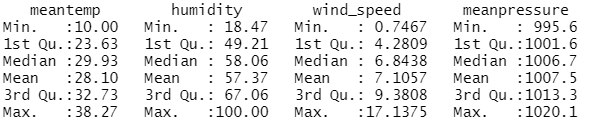 meantemp humidity wind_speed meanpressure
Min.   :10.00 Min.   : 18.47 Min.   : 0.7467 Min.   : 995.6
1st Qu.:23.63 1st Qu.: 49.21 1st Qu.: 4.2809 1st Qu.:1001.6
Median :29.93 Median : 58.06 Median : 6.8438 Median :1006.7
Mean   :28.10 Mean   : 57.37 Mean   : 7.1057 Mean   :1007.5
3rd Qu.:32.73 3rd Qu.: 67.06 3rd Qu.: 9.3808 3rd Qu.:1013.3
Max.   :38.27 Max.   :100.00 Max.   :17.1375 Max.   :1020.1